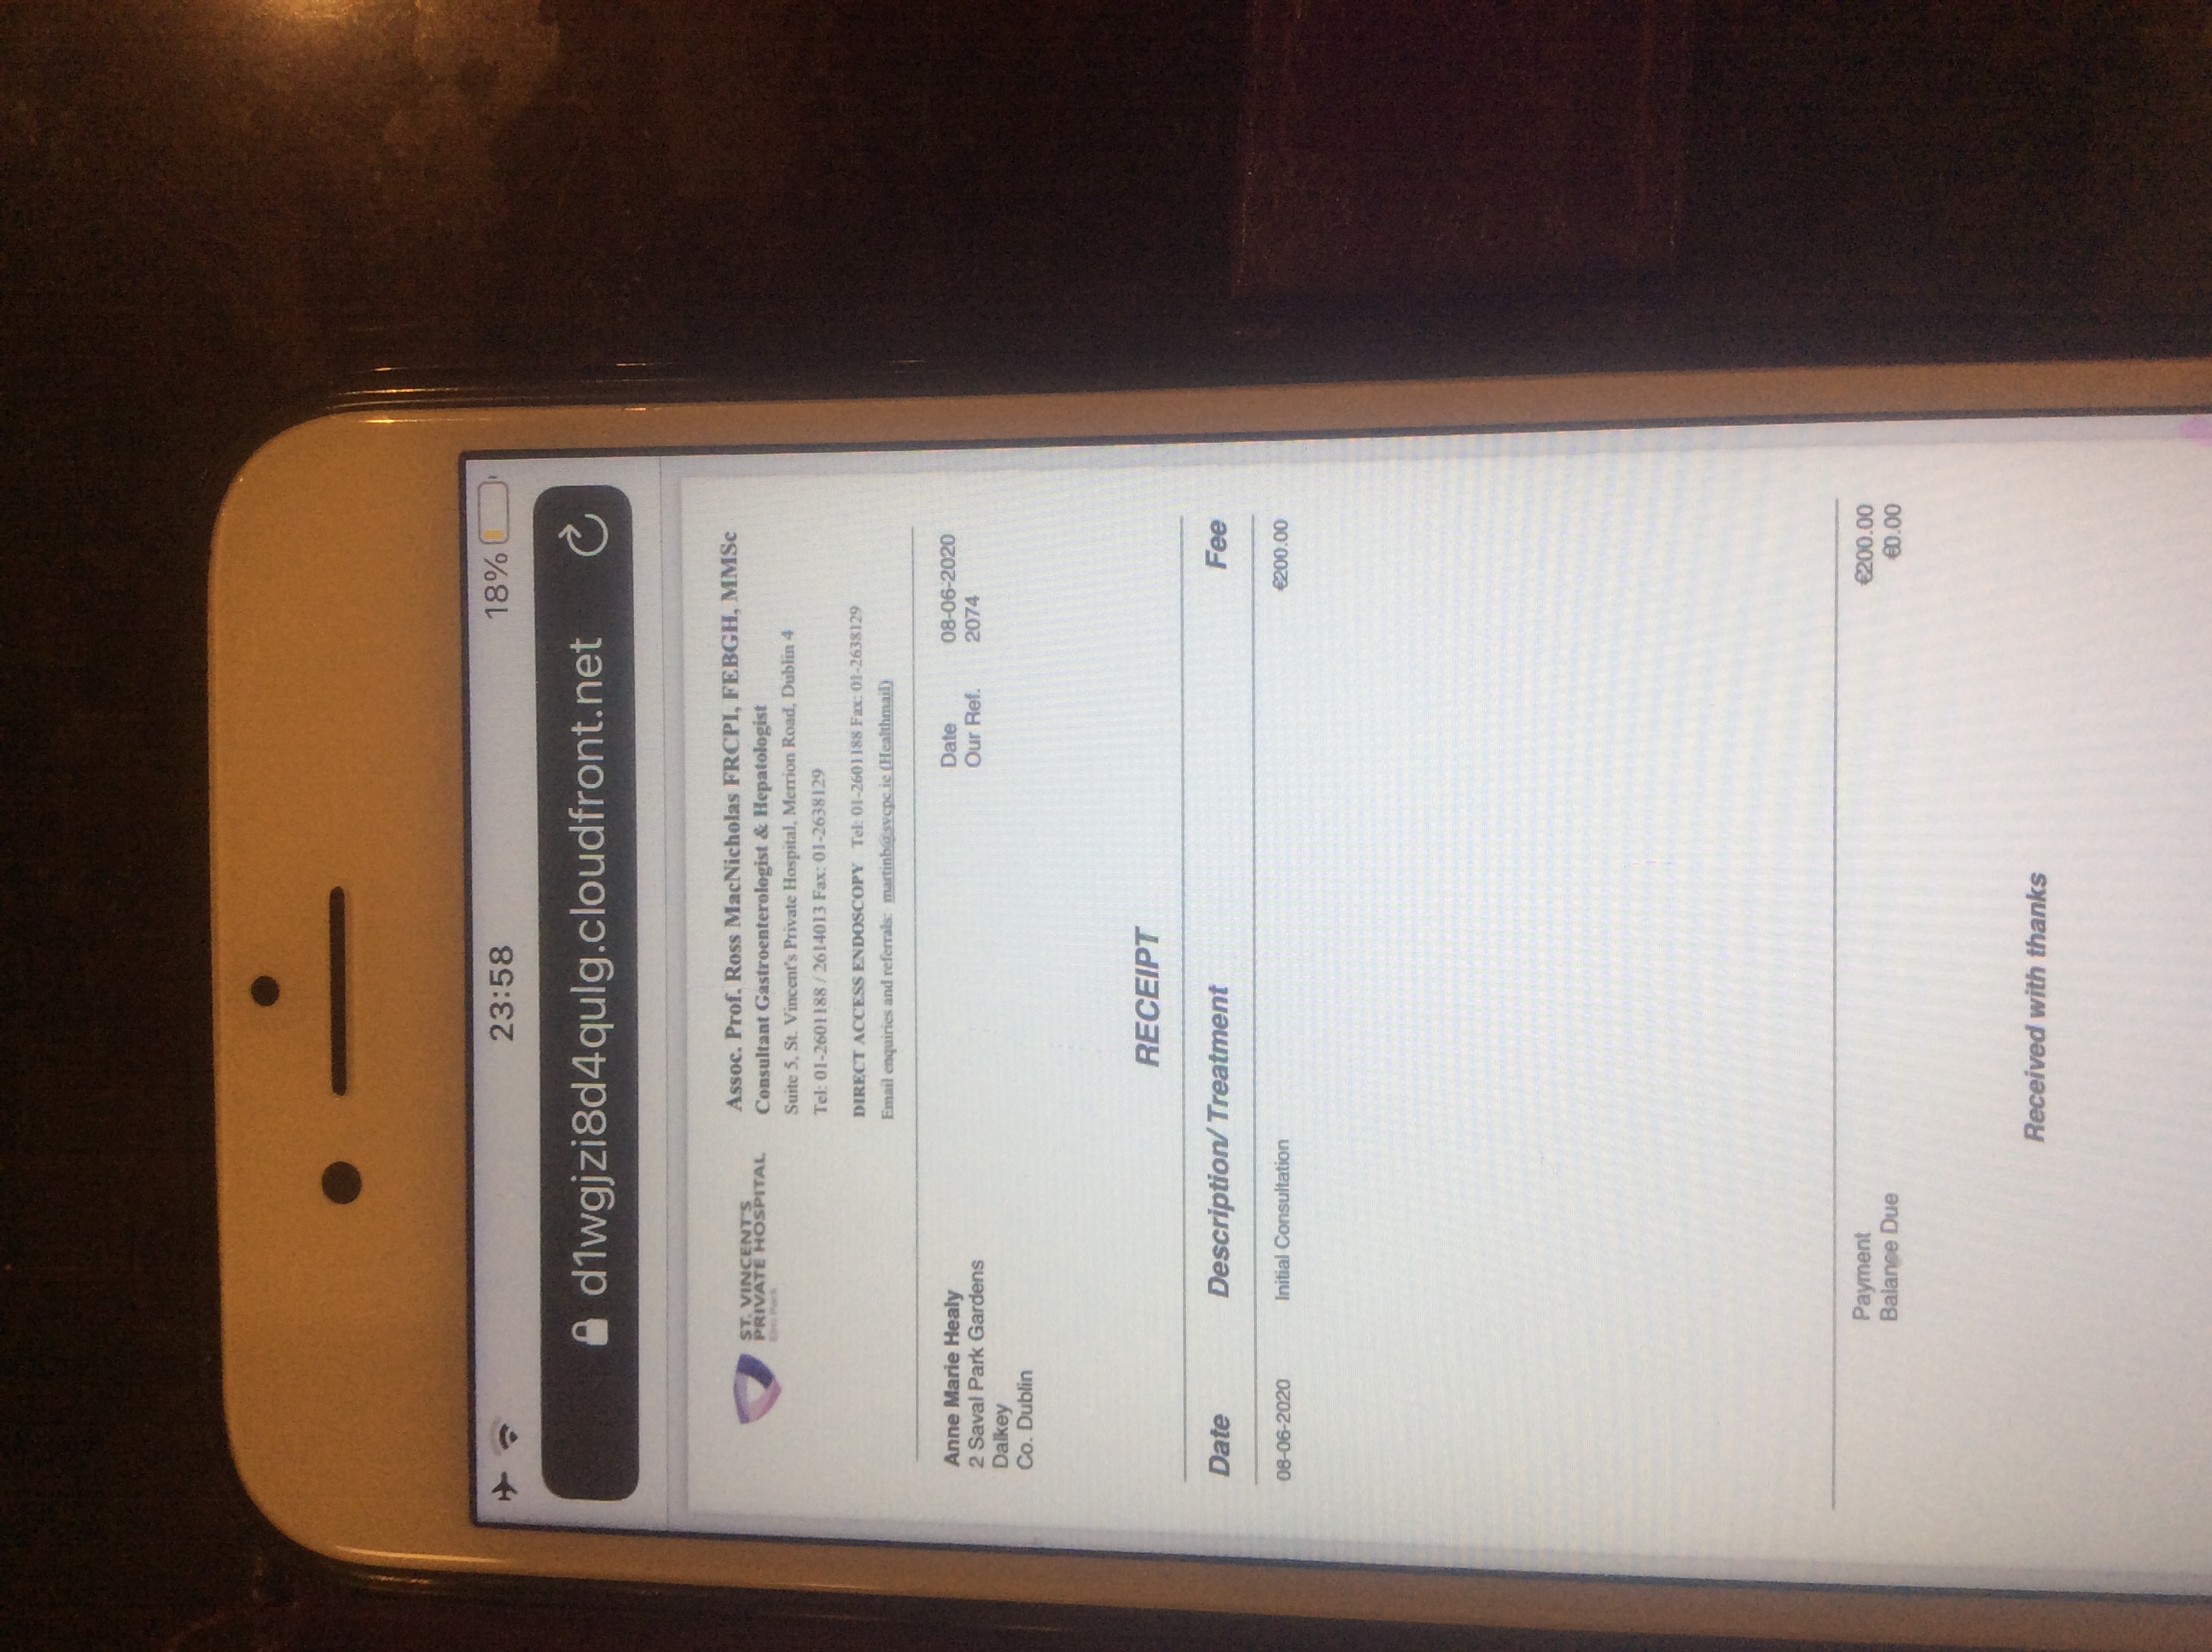 23:58
18%
d1wgjzi8d4qulg.cloudfront.net
ST. VINCENT'S
PRIVATE HOSPITAL
Elm Park
Assoc. Prof. Ross MacNicholas FRCPI, FEBGH, MMSc
Consultant Gastroenterologist & Hepatologist
Suite 5, St. Vincent's Private Hospital, Merrion Road, Dublin 4
Tel: 01-2601188 / 2614013 Fax: 01-2638129
DIRECT ACCESS ENDOSCOPY Tel: 01-2601188 Fax: 01-2638129
Email enquiries and referrals: martinb@svcpc.ie (Healthmail)
Anne Marie Healy
2 Saval Park Gardens
Dalkey
Co. Dublin
Date 08-06-2020
Our Ref. 2074
RECEIPT
Date Description/ Treatment Fee
08-06-2020 Initial Consultation €200.00
Payment €200.00
Balance Due €0.00
Received with thanks